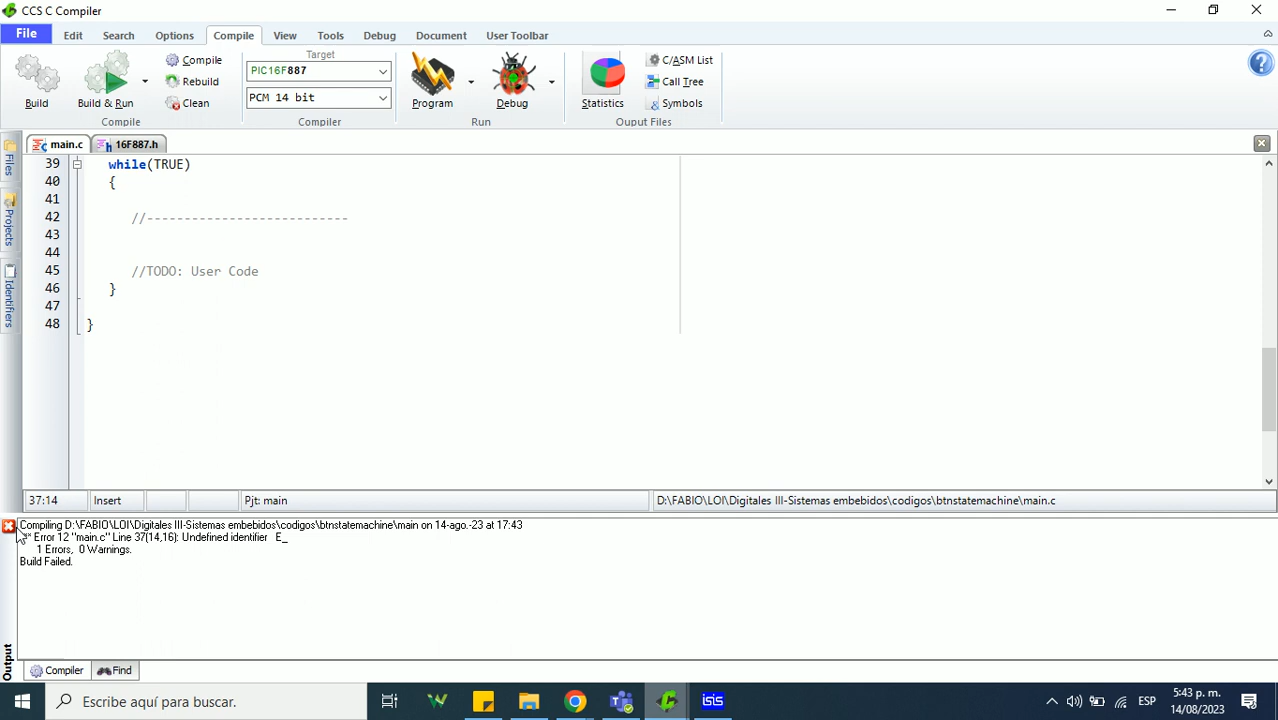 CCS C Compiler
File Edit Search Options Compile View Tools Debug Document User Toolbar
Build
Build & Run
Compile
Rebuild
Clean
Compile
Target
PIC16F887
PCM 14 bit
Compiler
Program
Debug
Run
Statistics
C/ASM List
Call Tree
Symbols
Ouput Files
main.c 16F887.h
Files
Projects
Identifiers
39 while(TRUE)
40 {
41
42 //---------------------------
43
44
45 //TODO: User Code
46 }
47
48 }
37:14 Insert Pjt: main D:\FABIO\LOI\Digitales III-Sistemas embebidos\codigos\btnstatemachine\main.c
Compiling D:\FABIO\LOI\Digitales III-Sistemas embebidos\codigos\btnstatemachine\main on 14-ago.-23 at 17:43
* Error 12 "main.c" Line 37(14,16): Undefined identifier E_
1 Errors, 0 Warnings.
Build Failed.
Output
Compiler Find
Escribe aquí para buscar.
isis
ESP
5:43 p. m.
14/08/2023